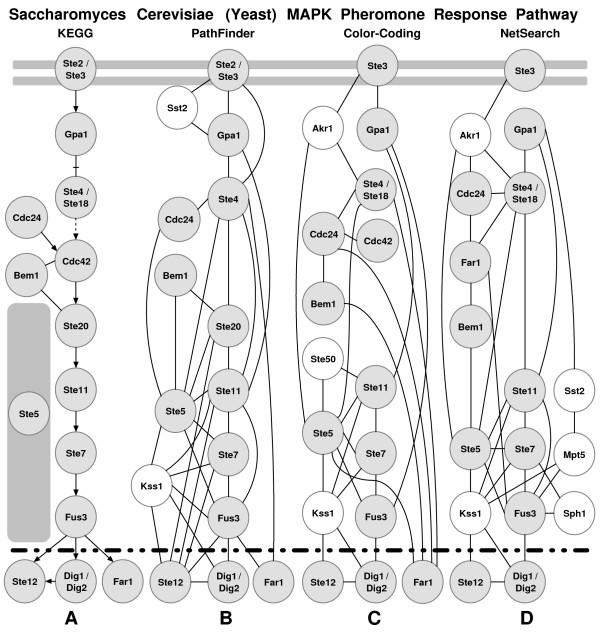 Saccharomyces Cerevisiae (Yeast) MAPK Pheromone Response Pathway
KEGG PathFinder Color-Coding NetSearch
Ste2 /
Ste3
Gpa1
Ste4 /
Ste18
Cdc24
Cdc42
Bem1
Ste20
Ste11
Ste5
Ste7
Fus3
Ste12
Dig1 /
Dig2
Far1
A
Ste2 /
Ste3
Sst2
Gpa1
Ste4
Cdc24
Bem1
Ste20
Ste11
Ste5
Ste7
Kss1
Fus3
Ste12
Dig1 /
Dig2
Far1
B
Ste3
Akr1
Gpa1
Ste4 /
Ste18
Cdc24
Cdc42
Bem1
Ste50
Ste11
Ste5
Ste7
Kss1
Fus3
Ste12
Dig1 /
Dig2
Far1
C
Ste3
Akr1
Gpa1
Cdc24
Ste4 /
Ste18
Far1
Bem1
Ste11
Sst2
Ste5
Ste7
Mpt5
Kss1
Fus3
Sph1
Ste12
Dig1 /
Dig2
D